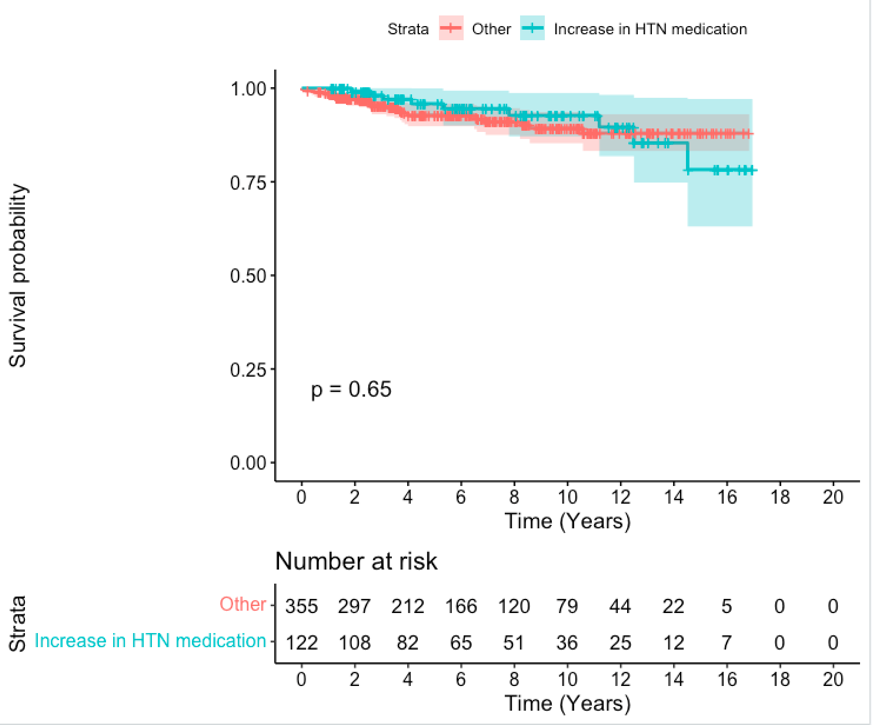 Strata Other Increase in HTN medication
Survival probability
1.00
0.75
0.50
0.25
0.00
p = 0.65
0 2 4 6 8 10 12 14 16 18 20
Time (Years)
Number at risk
Strata
Other 355 297 212 166 120 79 44 22 5 0 0
Increase in HTN medication 122 108 82 65 51 36 25 12 7 0 0
0 2 4 6 8 10 12 14 16 18 20
Time (Years)